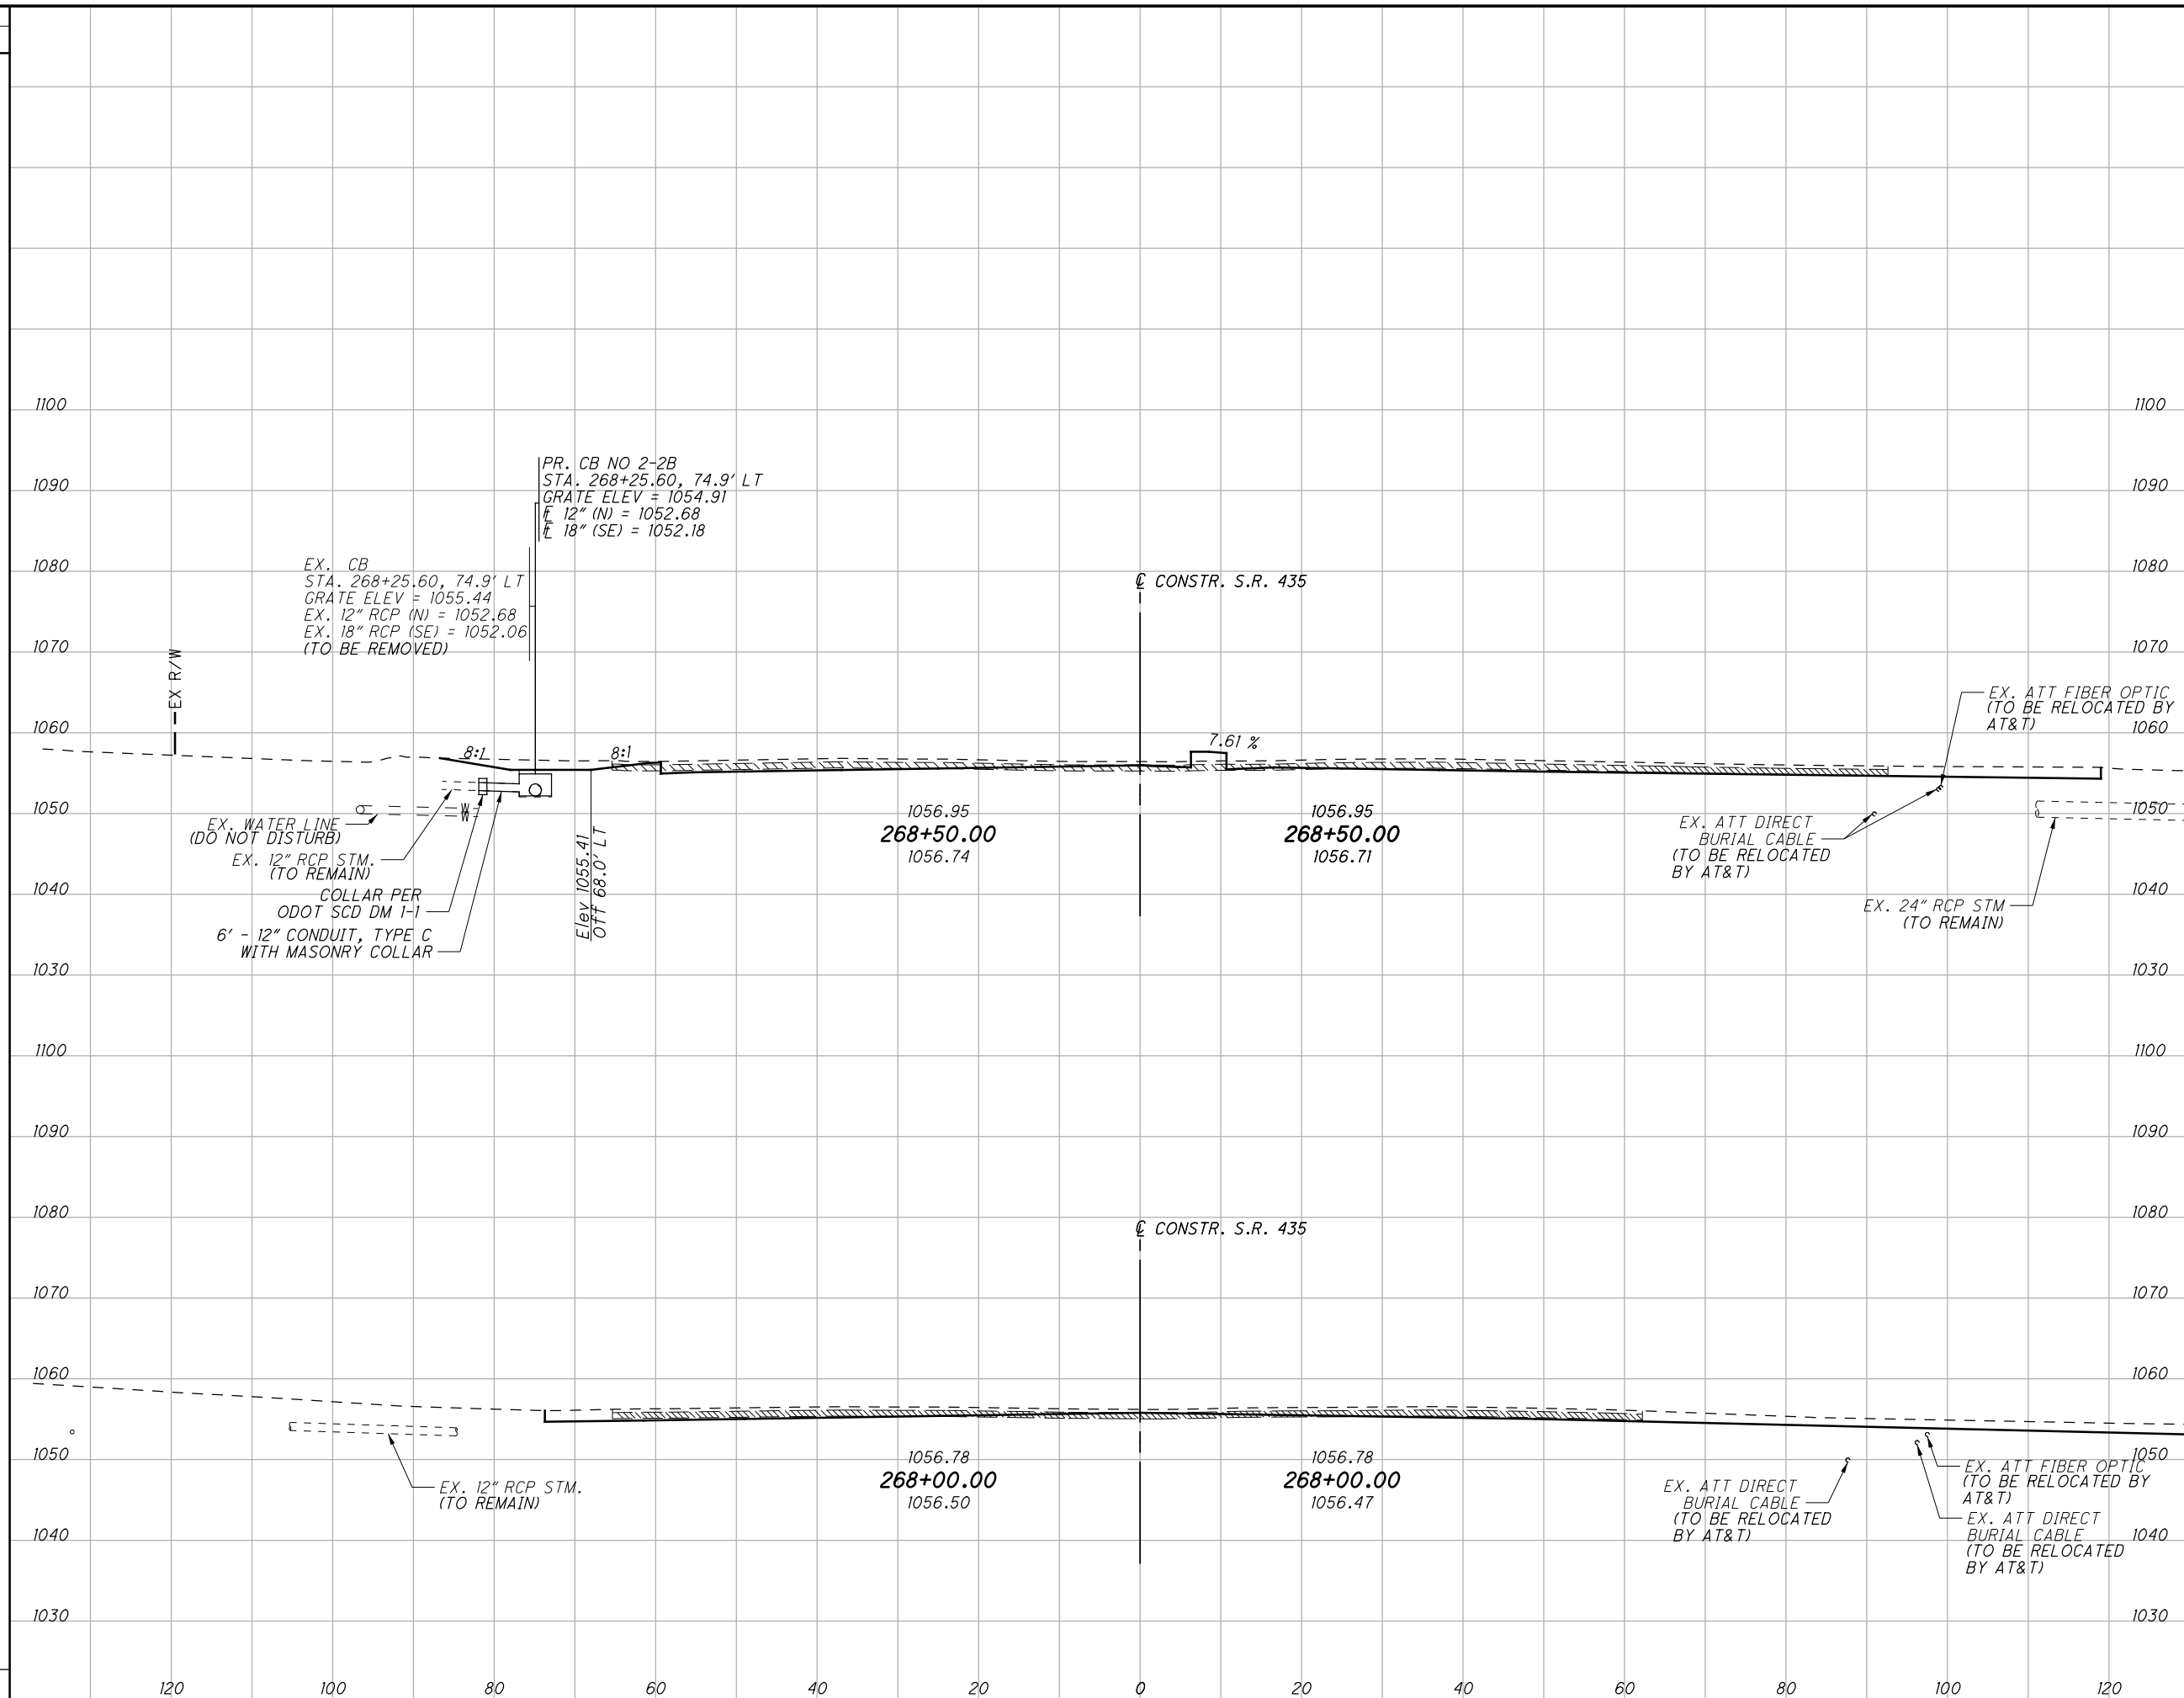 1100
1100
PR. CB NO 2-2B
STA. 268+25.60, 74.9' LT
GRATE ELEV = 1054.91
℄ 12" (N) = 1052.68
℄ 18" (SE) = 1052.18
1090
1090
EX. CB
STA. 268+25.60, 74.9' LT
GRATE ELEV = 1055.44
EX. 12" RCP (N) = 1052.68
EX. 18" RCP (SE) = 1052.06
(TO BE REMOVED)
1080
℄ CONSTR. S.R. 435
1080
1070
1070
EX R/W
EX. ATT FIBER OPTIC
(TO BE RELOCATED BY
AT&T)
1060
1060
8:1
8:1
7.61 %
1050
W
W
1050
EX. WATER LINE
(DO NOT DISTURB)
EX. 12" RCP STM.
(TO REMAIN)
COLLAR PER
ODOT SCD DM 1-1
6' - 12" CONDUIT, TYPE C
WITH MASONRY COLLAR
Elev 1055.41
Off 68.0' LT
1056.95
268+50.00
1056.74
1056.95
268+50.00
1056.71
EX. ATT DIRECT
BURIAL CABLE
(TO BE RELOCATED
BY AT&T)
EX. 24" RCP STM
(TO REMAIN)
1040
1040
1030
1030
1100
1100
1090
1090
1080
℄ CONSTR. S.R. 435
1080
1070
1070
1060
1060
1050
1050
EX. 12" RCP STM.
(TO REMAIN)
1056.78
268+00.00
1056.50
1056.78
268+00.00
1056.47
EX. ATT DIRECT
BURIAL CABLE
(TO BE RELOCATED
BY AT&T)
EX. ATT FIBER OPTIC
(TO BE RELOCATED BY
AT&T)
EX. ATT DIRECT
BURIAL CABLE
(TO BE RELOCATED
BY AT&T)
1040
1040
1030
1030
120 100 80 60 40 20 0 20 40 60 80 100 120